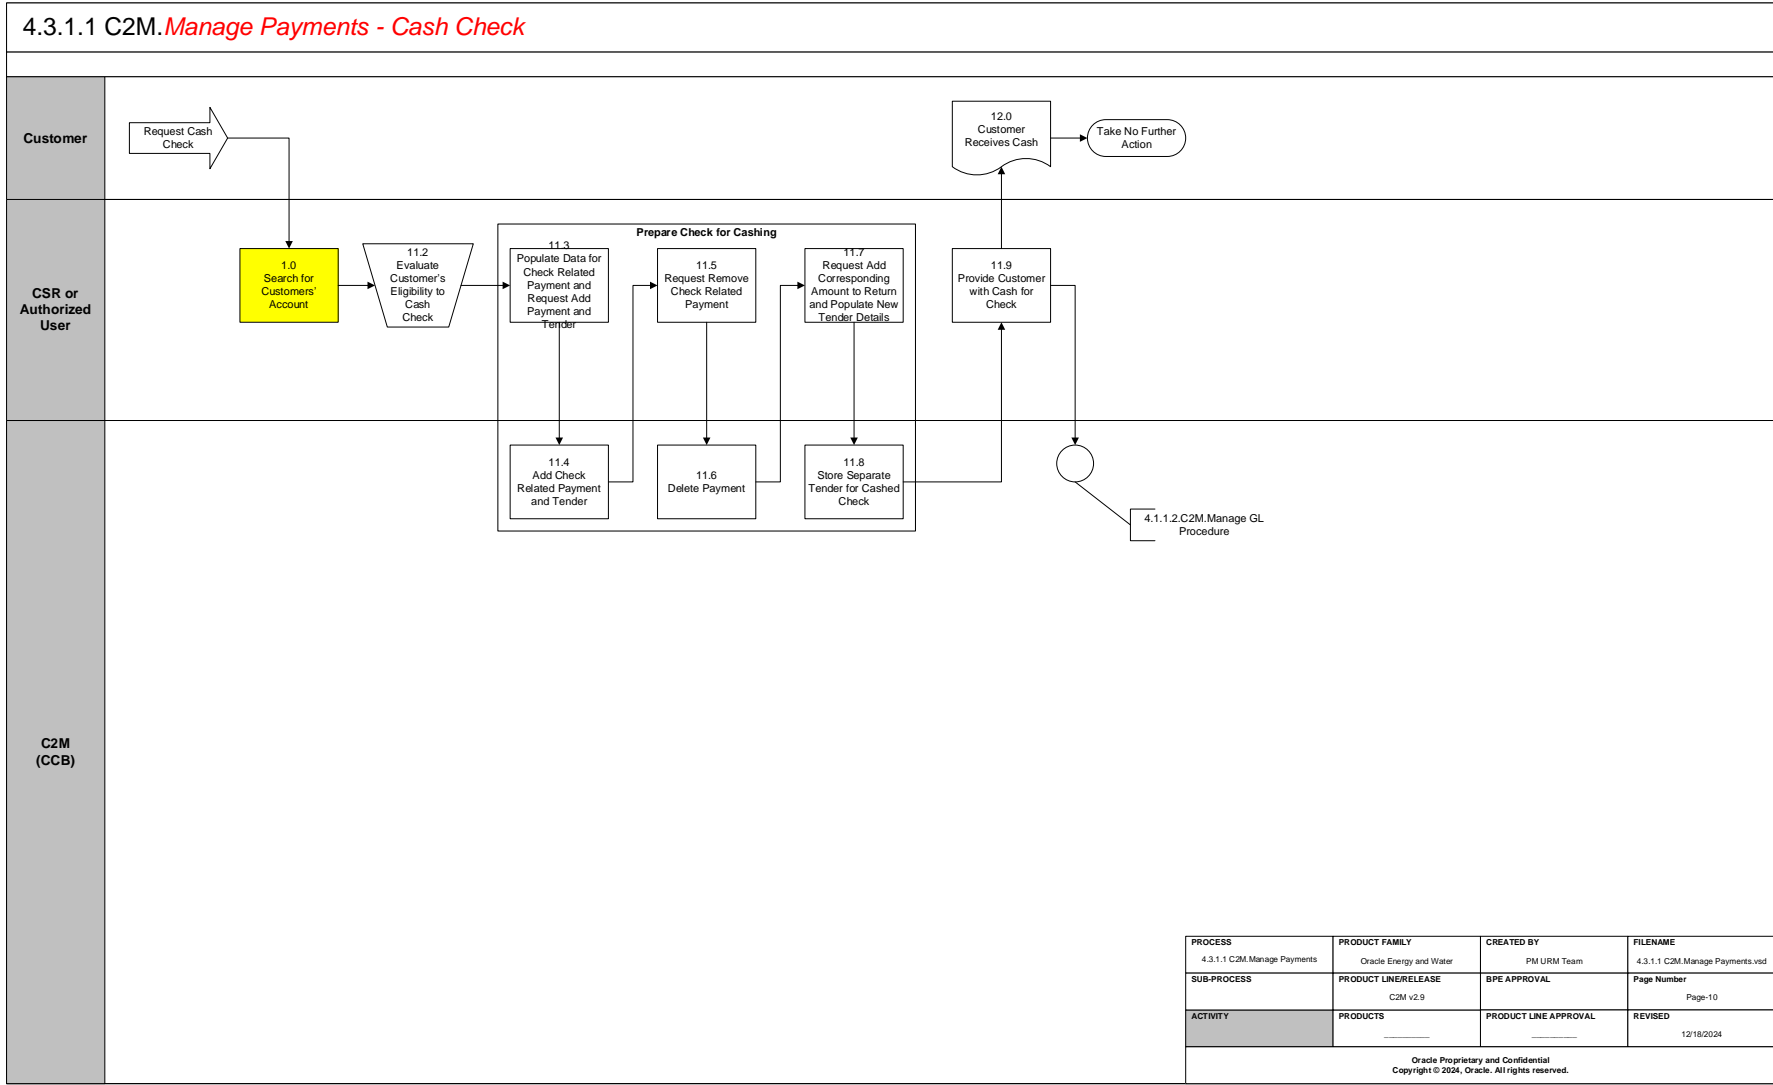 4.3.1.1 C2M.Manage Payments - Cash Check
Customer
Request Cash
Check
12.0
Customer
Receives Cash
Take No Further
Action
CSR or
Authorized
User
1.0
Search for
Customers'
Account
11.2
Evaluate
Customer's
Eligibility to
Cash
Check
Prepare Check for Cashing
11.3
Populate Data for
Check Related
Payment and
Request Add
Payment and
Tender
11.5
Request Remove
Check Related
Payment
11.7
Request Add
Corresponding
Amount to Return
and Populate New
Tender Details
11.9
Provide Customer
with Cash for
Check
C2M
(CCB)
11.4
Add Check
Related Payment
and Tender
11.6
Delete Payment
11.8
Store Separate
Tender for Cashed
Check
4.1.1.2.C2M.Manage GL
Procedure
PROCESS
4.3.1.1 C2M.Manage Payments
PRODUCT FAMILY
Oracle Energy and Water
CREATED BY
PM URM Team
FILENAME
4.3.1.1 C2M.Manage Payments.vsd
SUB-PROCESS
PRODUCT LINE/RELEASE
C2M v2.9
BPE APPROVAL
Page Number
Page-10
ACTIVITY
PRODUCTS
PRODUCT LINE APPROVAL
REVISED
12/18/2024
Oracle Proprietary and Confidential
Copyright © 2024, Oracle. All rights reserved.